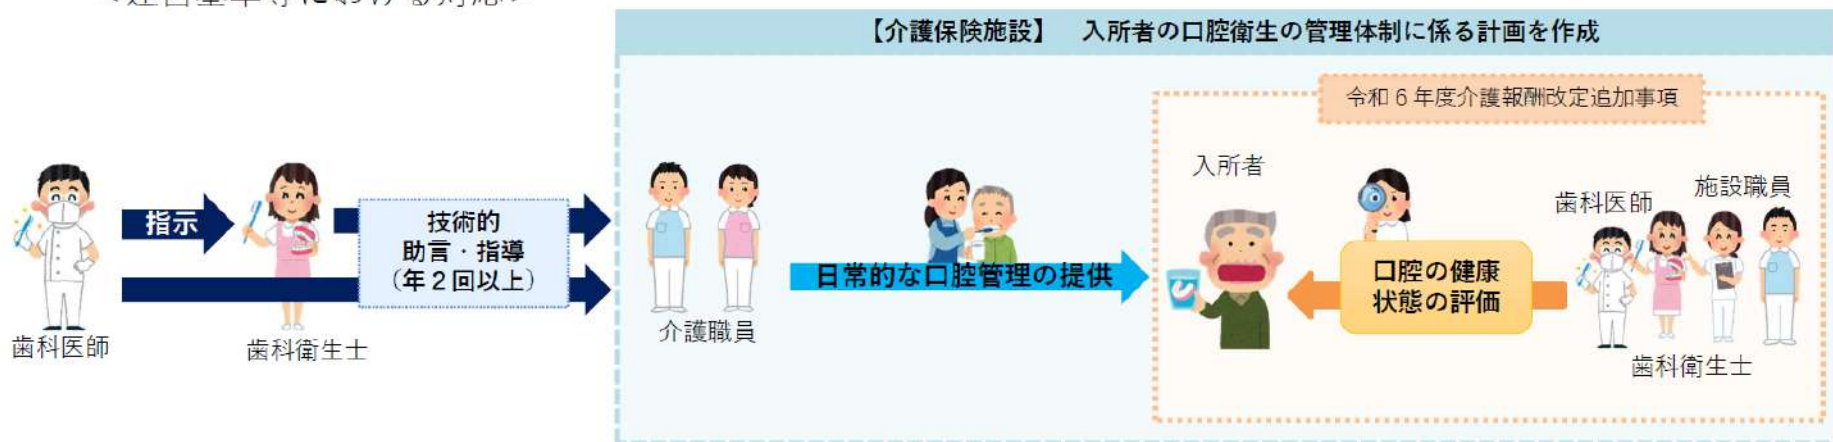 【介護保険施設】 入所者の口腔衛生の管理体制に係る計画を作成
令和6年度介護報酬改定追加事項
指示
技術的
助言・指導
(年2回以上)
歯科医師
歯科衛生士
介護職員
日常的な口腔管理の提供
入所者
口腔の健康
状態の評価
歯科医師
施設職員
歯科衛生士